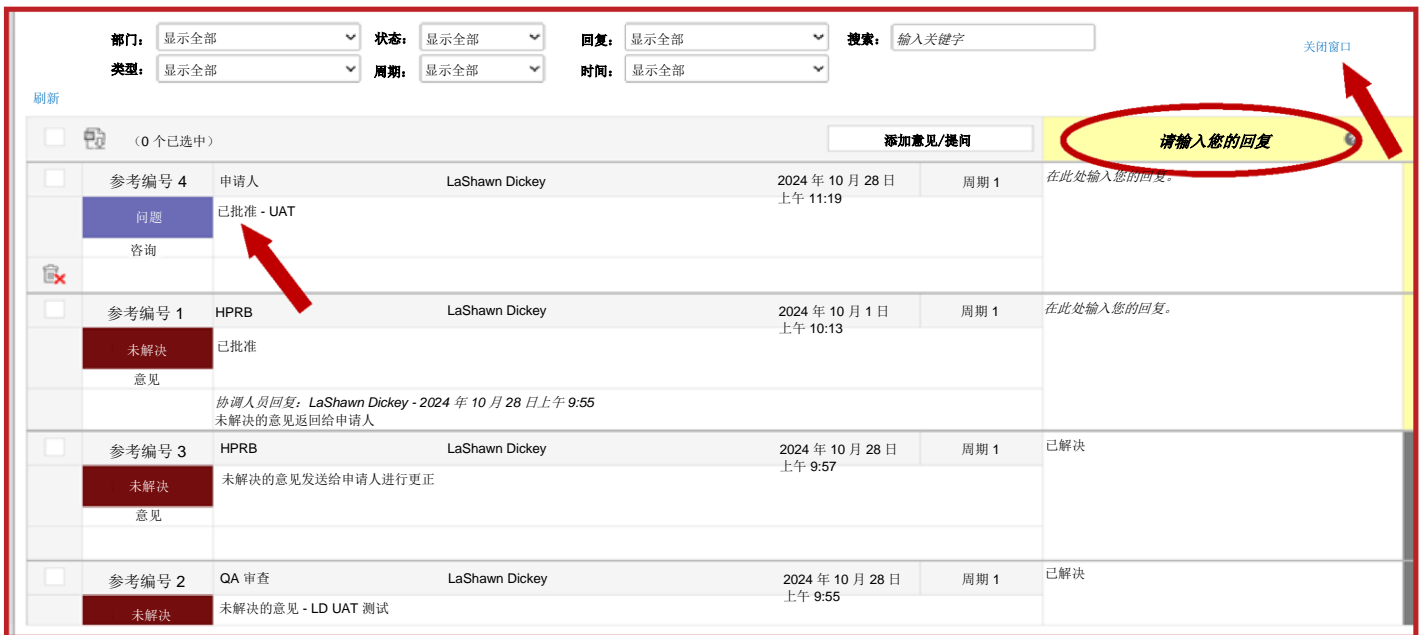 部门： 显示全部 状态： 显示全部 回复： 显示全部 搜索： 输入关键字
关闭窗口
类型： 显示全部 周期： 显示全部 时间： 显示全部
刷新
（0 个已选中） 添加意见/提问 请输入您的回复
参考编号 4 申请人 LaShawn Dickey 2024 年 10 月 28 日 周期 1 在此处输入您的回复。
上午 11:19
问题 已批准 - UAT
咨询
参考编号 1 HPRB LaShawn Dickey 2024 年 10 月 1 日 周期 1 在此处输入您的回复。
上午 10:13
未解决 已批准
意见
协调人员回复：LaShawn Dickey - 2024 年 10 月 28 日上午 9:55
未解决的意见返回给申请人
参考编号 3 HPRB LaShawn Dickey 2024 年 10 月 28 日 周期 1 已解决
上午 9:57
未解决 未解决的意见发送给申请人进行更正
意见
参考编号 2 QA 审查 LaShawn Dickey 2024 年 10 月 28 日 周期 1 已解决
上午 9:55
未解决 未解决的意见 - LD UAT 测试